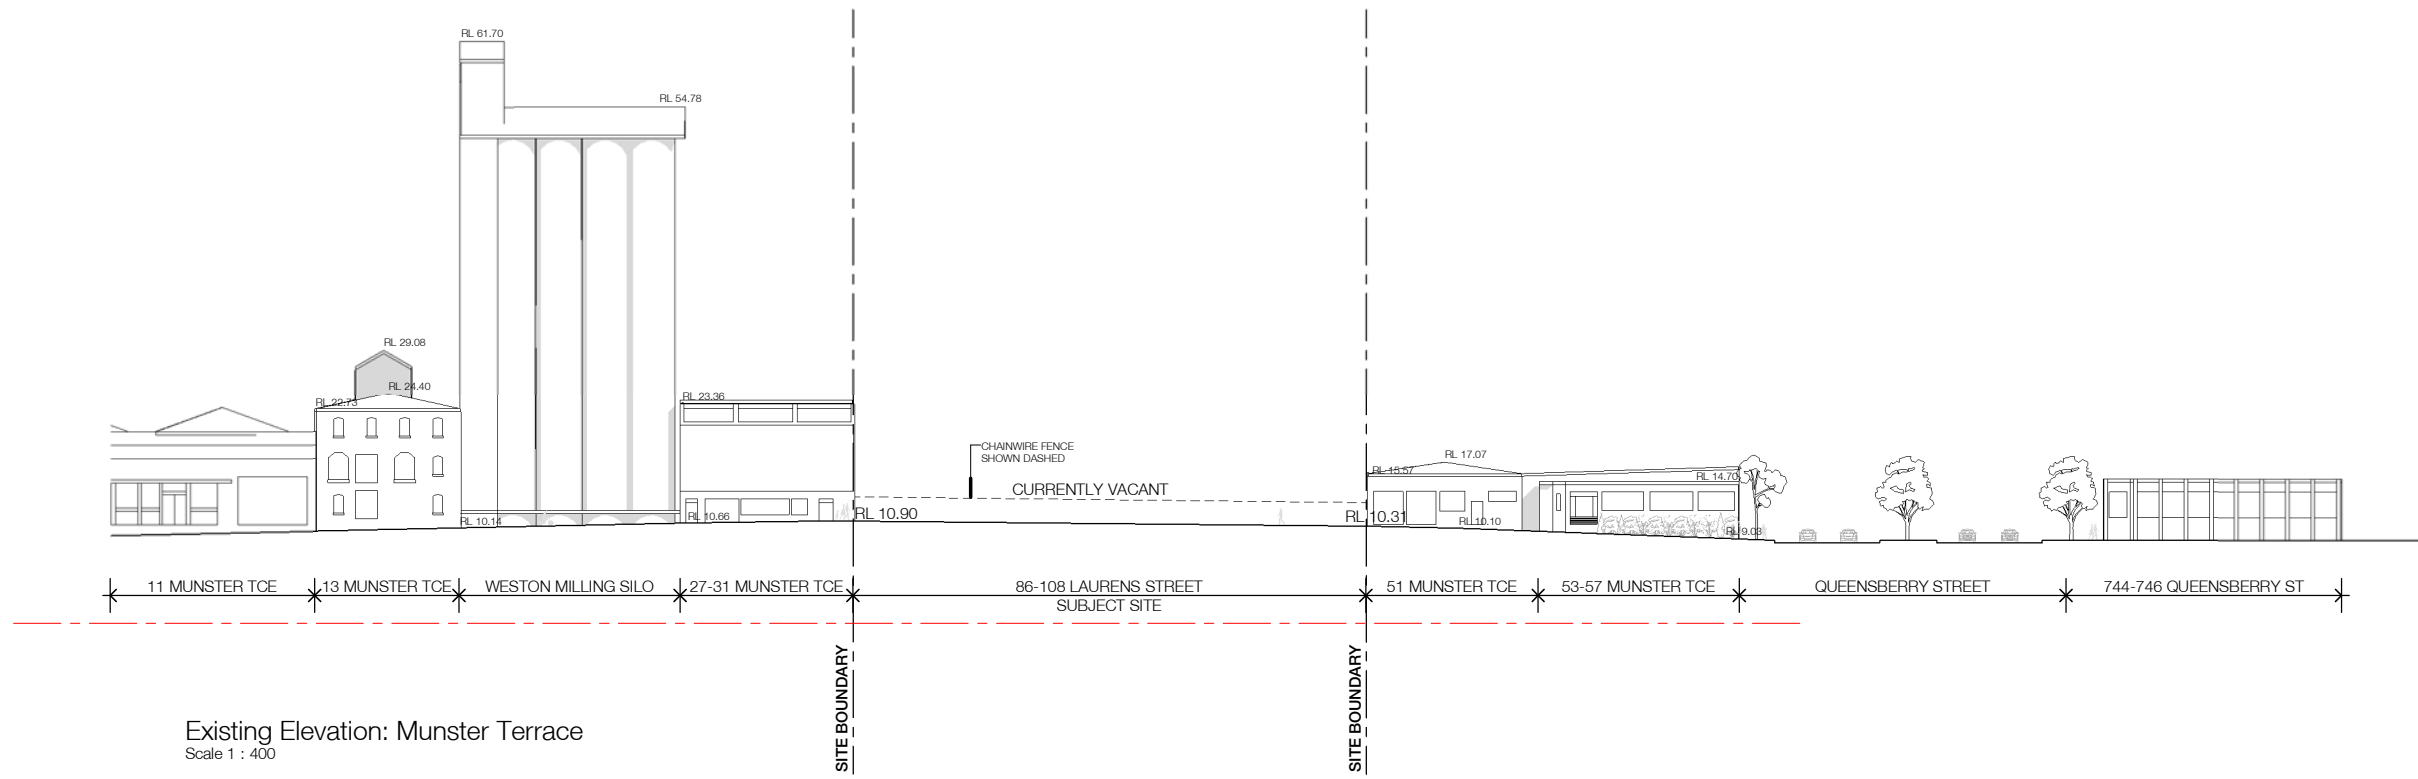 RL 61.70
RL 54.78
RL 29.08
RL 24.40
RL 22.73
RL 23.36
CHAINWIRE FENCE
SHOWN DASHED
CURRENTLY VACANT
RL 17.07
RL 15.57
RL 14.70
RL 10.14
RL 10.66
RL 10.90
RL 10.31
RL 10.10
RL 9.03
11 MUNSTER TCE
13 MUNSTER TCE
WESTON MILLING SILO
27-31 MUNSTER TCE
86-108 LAURENS STREET
SUBJECT SITE
51 MUNSTER TCE
53-57 MUNSTER TCE
QUEENSBERRY STREET
744-746 QUEENSBERRY ST
SITE BOUNDARY
SITE BOUNDARY
Existing Elevation: Munster Terrace
Scale 1 : 400